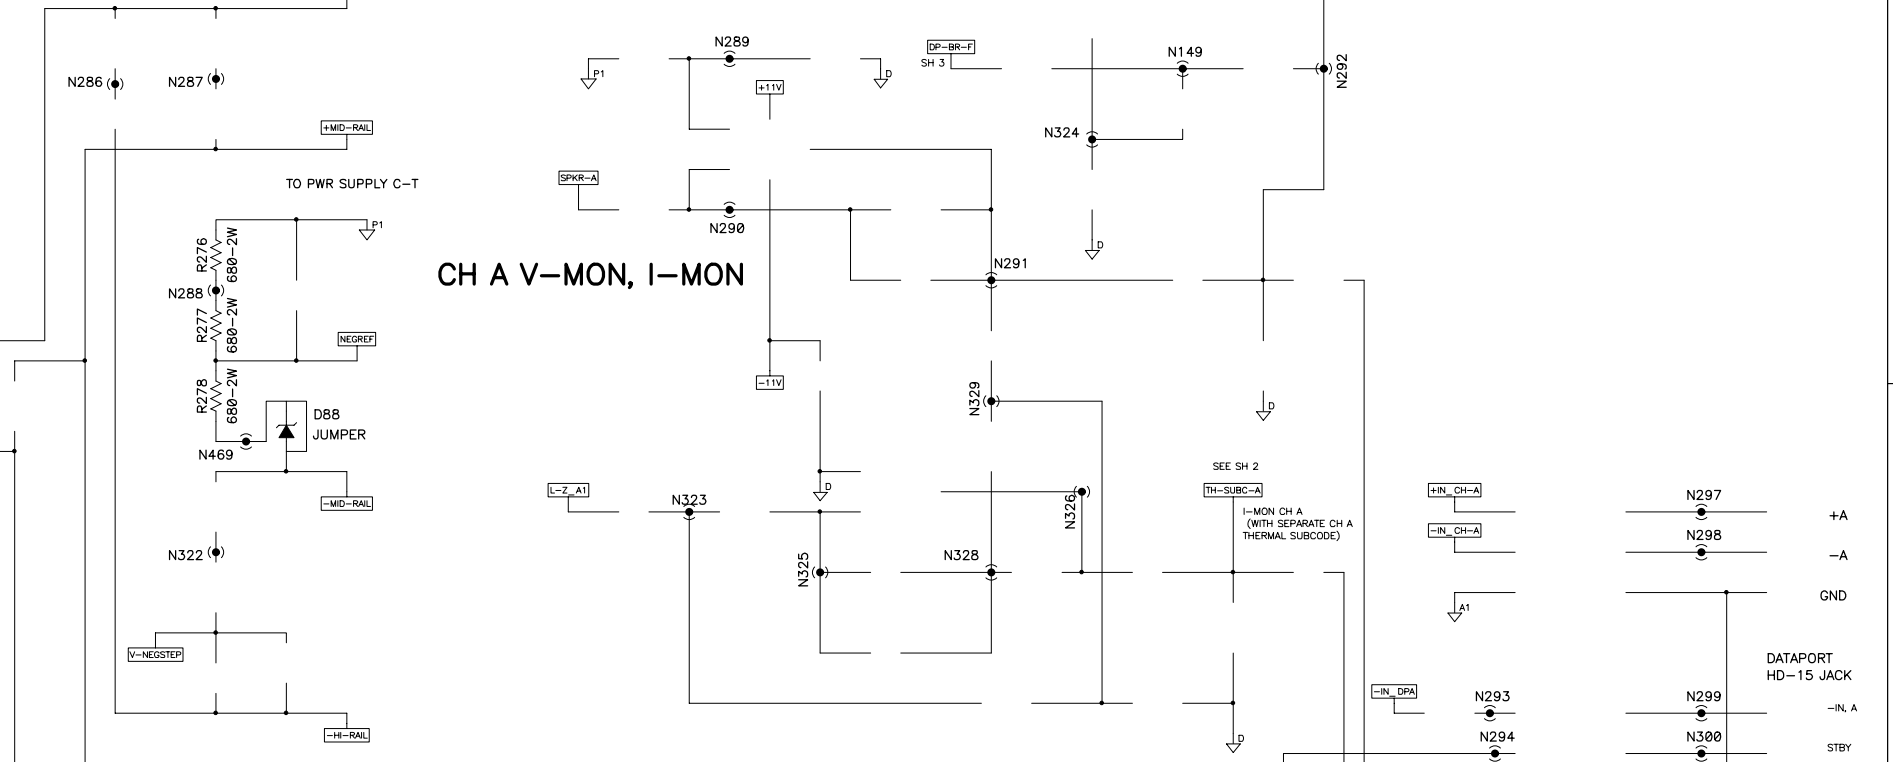 N289
DP-BR-F
SH 3
N149
N292
N286
N287
P1
D
+11V
+MID-RAIL
N324
TO PWR SUPPLY C-T
SPKR-A
N290
P1
D
R276
680-2W
CH A V-MON, I-MON
N291
N288
R277
680-2W
NEGREF
-11V
R278
680-2W
D88
JUMPER
N329
D
N469
SEE SH 2
-MID-RAIL
L-Z_A1
N323
D
N326
TH-SUBC-A
I-MON CH A
(WITH SEPARATE CH A
THERMAL SUBCODE)
+IN_CH-A
N297
+A
-IN_CH-A
N298
-A
N322
N325
N328
A1
GND
V-NEGSTEP
DATAPORT
HD-15 JACK
-IN_DPA
N293
N299
-IN, A
-HI-RAIL
D
N294
N300
STBY